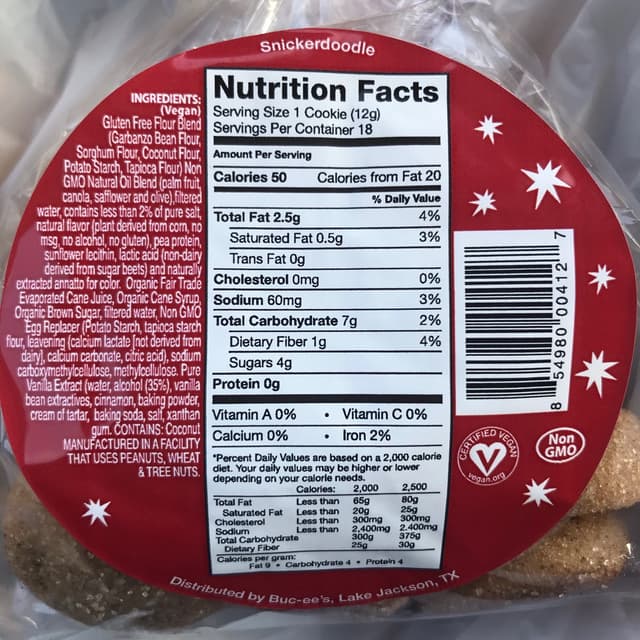 Snickerdoodle
INGREDIENTS:
(Vegan)
Gluten Free Flour Blend
(Garbanzo Bean Flour,
Sorghum Flour, Coconut Flour,
Potato Starch, Tapioca Flour) Non
GMO Natural Oil Blend (palm fruit,
canola, safflower and olive),filtered
water, contains less than 2% of pure salt,
natural flavor (plant derived from corn, no
msg, no alcohol, no gluten), pea protein,
sunflower lecithin, lactic acid (non-dairy
derived from sugar beets) and naturally
extracted annatto for color. Organic Fair Trade
Evaporated Cane Juice, Organic Cane Syrup,
Organic Brown Sugar, filtered water, Non GMO
Egg Replacer (Potato Starch, tapioca starch
flour, leavening (calcium lactate [not derived from
dairy], calcium carbonate, citric acid), sodium
carboxymethylcellulose, methylcellulose. Pure
Vanilla Extract (water, alcohol (35%), vanilla
bean extractives, cinnamon, baking powder,
cream of tartar, baking soda, salt, xanthan
gum. CONTAINS: Coconut
MANUFACTURED IN A FACILITY
THAT USES PEANUTS, WHEAT
& TREE NUTS.
Nutrition Facts
Serving Size 1 Cookie (12g)
Servings Per Container 18
Amount Per Serving
Calories 50 Calories from Fat 20
% Daily Value
Total Fat 2.5g 4%
Saturated Fat 0.5g 3%
Trans Fat 0g
Cholesterol 0mg 0%
Sodium 60mg 3%
Total Carbohydrate 7g 2%
Dietary Fiber 1g 4%
Sugars 4g
Protein 0g
Vitamin A 0% • Vitamin C 0%
Calcium 0% • Iron 2%
*Percent Daily Values are based on a 2,000 calorie
diet. Your daily values may be higher or lower
depending on your calorie needs.
Calories: 2,000 2,500
Total Fat Less than 65g 80g
Saturated Fat Less than 20g 25g
Cholesterol Less than 300mg 300mg
Sodium Less than 2,400mg 2,400mg
Total Carbohydrate 300g 375g
Dietary Fiber 25g 30g
Calories per gram:
Fat 9 • Carbohydrate 4 • Protein 4
8 54980 00412 7
CERTIFIED VEGAN
vegan.org
Non
GMO
Distributed by Buc-ee's, Lake Jackson, TX